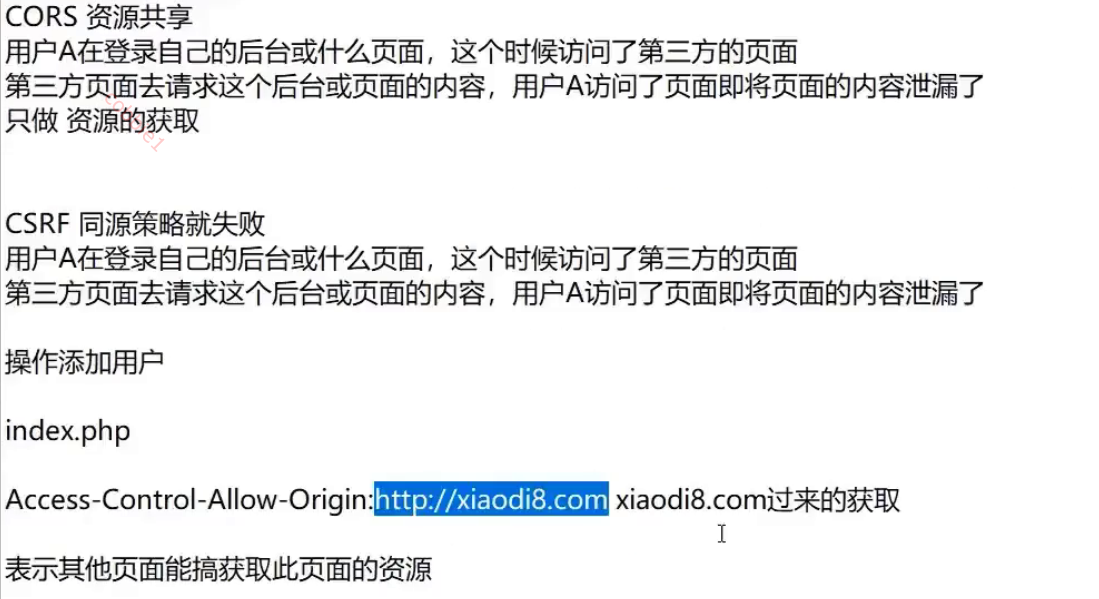 CORS 资源共享
用户A在登录自己的后台或什么页面，这个时候访问了第三方的页面
第三方页面去请求这个后台或页面的内容，用户A访问了页面即将页面的内容泄漏了
只做 资源的获取
CSRF 同源策略就失败
用户A在登录自己的后台或什么页面，这个时候访问了第三方的页面
第三方页面去请求这个后台或页面的内容，用户A访问了页面即将页面的内容泄漏了
操作添加用户
index.php
Access-Control-Allow-Origin:http://xiaodi8.com xiaodi8.com过来的获取
表示其他页面能搞获取此页面的资源